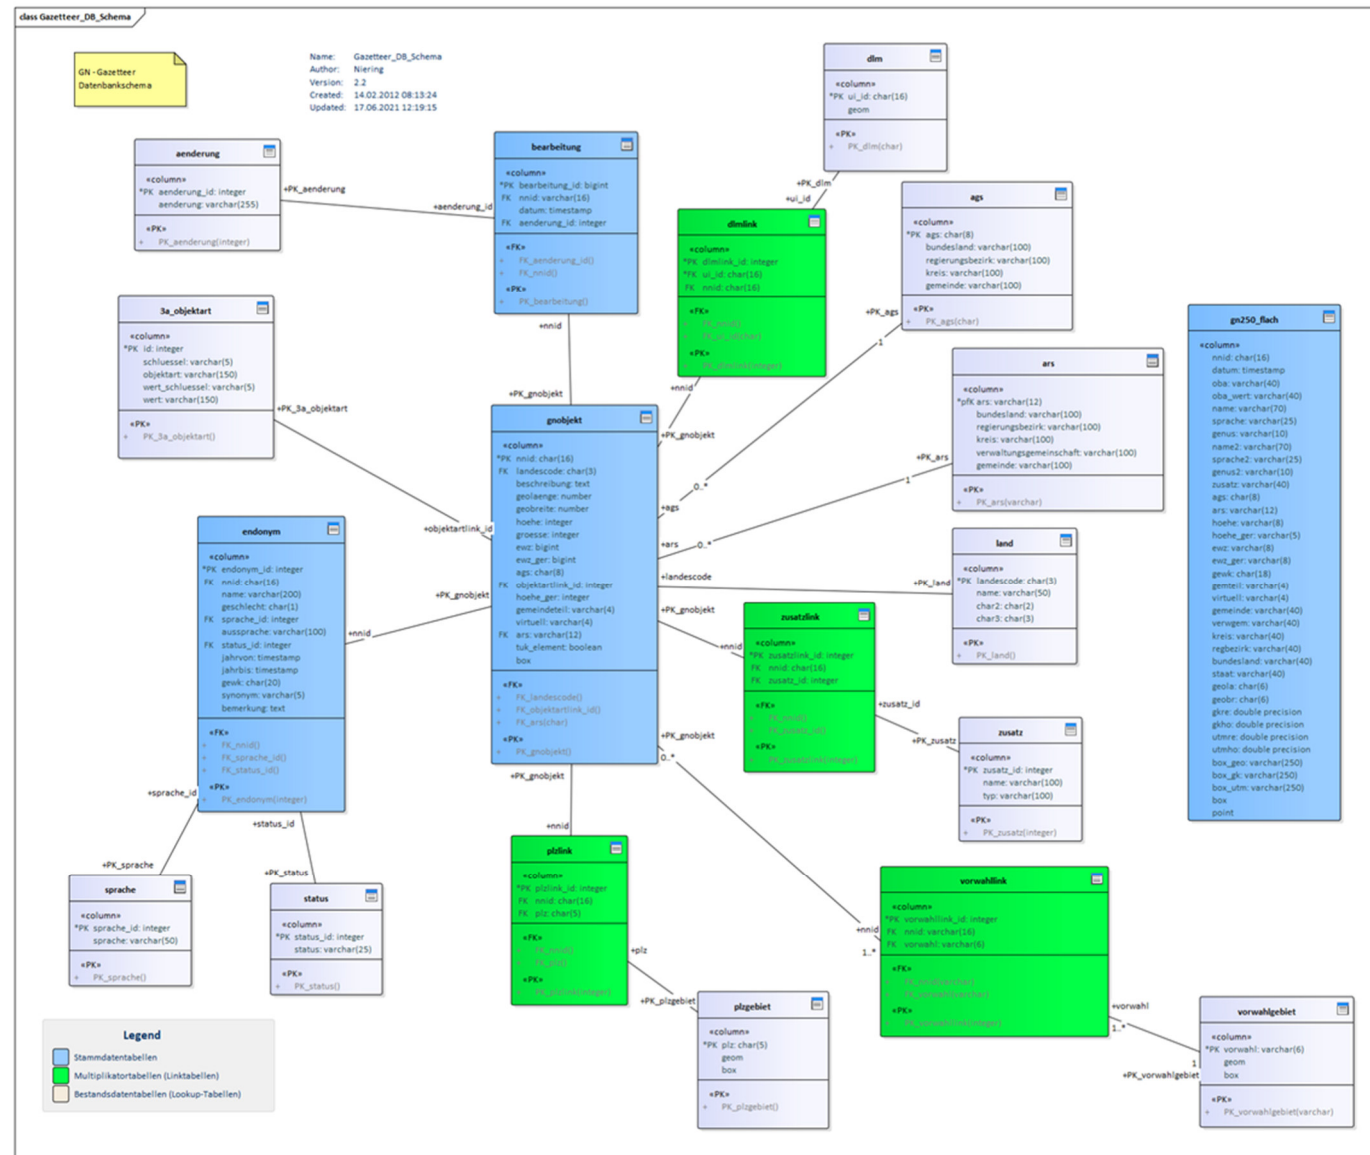 class Gazetteer_DB_Schema
GN - Gazetteer
Datenbankschema
Name: Gazetteer_DB_Schema
Author: Niering
Version: 2.2
Created: 14.02.2012 08:13:24
Updated: 17.06.2021 12:19:15
dlm
«column»
*PK ui_id: char(16)
geom
«PK»
+ PK_dlm(char)
+PK_dlm
+ui_id
aenderung
«column»
*PK aenderung_id: integer
aenderung: varchar(255)
«PK»
+ PK_aenderung(integer)
+PK_aenderung
+aenderung_id
bearbeitung
«column»
*PK bearbeitung_id: bigint
FK nnid: varchar(16)
datum: timestamp
FK aenderung_id: integer
«FK»
+ FK_aenderung_id()
+ FK_nnid()
«PK»
+ PK_bearbeitung()
+nnid
+PK_gnobjekt
dlmlink
«column»
*PK dlmlink_id: integer
*FK ui_id: char(16)
FK nnid: char(16)
«FK»
+ FK_nnid()
+ FK_ui_id(char)
«PK»
+ PK_dlmlink(integer)
+nnid
+PK_gnobjekt
ags
«column»
*PK ags: char(8)
bundesland: varchar(100)
regierungsbezirk: varchar(100)
kreis: varchar(100)
gemeinde: varchar(100)
«PK»
+ PK_ags(char)
+PK_ags
1
0..*
+ags
3a_objektart
«column»
*PK id: integer
schluessel: varchar(5)
objektart: varchar(150)
wert_schluessel: varchar(5)
wert: varchar(150)
«PK»
+ PK_3a_objektart()
+PK_3a_objektart
+objektartlink_id
ars
«column»
*pfK ars: varchar(12)
bundesland: varchar(100)
regierungsbezirk: varchar(100)
kreis: varchar(100)
verwaltungsgemeinschaft: varchar(100)
gemeinde: varchar(100)
«PK»
+ PK_ars(varchar)
+PK_ars
1
0..*
+ars
gn250_flach
«column»
nnid: char(16)
datum: timestamp
oba: varchar(40)
oba_wert: varchar(40)
name: varchar(70)
sprache: varchar(25)
genus: varchar(10)
name2: varchar(70)
sprache2: varchar(25)
genus2: varchar(10)
zusatz: varchar(40)
ags: char(8)
ars: varchar(12)
hoehe: varchar(8)
hoehe_ger: varchar(5)
ewz: varchar(8)
ewz_ger: varchar(8)
gewk: char(18)
gemteil: varchar(4)
virtuell: varchar(4)
gemeinde: varchar(40)
verwgem: varchar(40)
kreis: varchar(40)
regbezirk: varchar(40)
bundesland: varchar(40)
staat: varchar(40)
geola: char(6)
geobr: char(6)
gkre: double precision
gkho: double precision
utmre: double precision
utmho: double precision
box_geo: varchar(250)
box_gk: varchar(250)
box_utm: varchar(250)
box
point
gnobjekt
«column»
*PK nnid: char(16)
FK landescode: char(3)
beschreibung: text
geolaenge: number
geobreite: number
hoehe: integer
groesse: integer
ewz: bigint
ewz_ger: bigint
ags: char(8)
FK objektartlink_id: integer
hoehe_ger: integer
gemeindeteil: varchar(4)
virtuell: varchar(4)
FK ars: varchar(12)
tuk_element: boolean
box
«FK»
+ FK_landescode()
+ FK_objektartlink_id()
+ FK_ars(char)
«PK»
+ PK_gnobjekt()
+landescode
+PK_land
land
«column»
*PK landescode: char(3)
name: varchar(50)
char2: char(2)
char3: char(3)
«PK»
+ PK_land()
endonym
«column»
*PK endonym_id: integer
FK nnid: char(16)
name: varchar(200)
geschlecht: char(1)
FK sprache_id: integer
aussprache: varchar(100)
FK status_id: integer
jahrvon: timestamp
jahrbis: timestamp
gewk: char(20)
synonym: varchar(5)
bemerkung: text
«FK»
+ FK_nnid()
+ FK_sprache_id()
+ FK_status_id()
«PK»
+ PK_endonym(integer)
+PK_gnobjekt
+nnid
+sprache_id
+PK_sprache
+status_id
+PK_status
+PK_gnobjekt
+nnid
zusatzlink
«column»
*PK zusatzlink_id: integer
FK nnid: char(16)
FK zusatz_id: integer
«FK»
+ FK_nnid()
+ FK_zusatz_id()
«PK»
+ PK_zusatzlink(integer)
+zusatz_id
+PK_zusatz
zusatz
«column»
*PK zusatz_id: integer
name: varchar(100)
typ: varchar(100)
«PK»
+ PK_zusatz(integer)
+PK_gnobjekt
0..*
+nnid
1..*
+PK_gnobjekt
+nnid
sprache
«column»
*PK sprache_id: integer
sprache: varchar(50)
«PK»
+ PK_sprache()
status
«column»
*PK status_id: integer
status: varchar(25)
«PK»
+ PK_status()
plzlink
«column»
*PK plzlink_id: integer
FK nnid: char(16)
FK plz: char(5)
«FK»
+ FK_nnid()
+ FK_plz()
«PK»
+ PK_plzlink(integer)
+plz
+PK_plzgebiet
plzgebiet
«column»
*PK plz: char(5)
geom
box
«PK»
+ PK_plzgebiet()
vorwahllink
«column»
*PK vorwahllink_id: integer
FK nnid: varchar(16)
FK vorwahl: varchar(6)
«FK»
+ FK_nnid(varchar)
+ FK_vorwahl(varchar)
«PK»
+ PK_vorwahllink(integer)
+vorwahl
1..*
1
+PK_vorwahlgebiet
vorwahlgebiet
«column»
*PK vorwahl: varchar(6)
geom
box
«PK»
+ PK_vorwahlgebiet(varchar)
Legend
Stammdatentabellen
Multiplikatortabellen (Linktabellen)
Bestandsdatentabellen (Lookup-Tabellen)